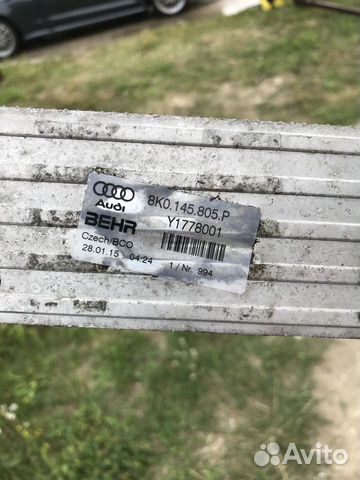 8K0.145.805.P
Audi
BEHR
Y1778001
Czech/BCO
28.01.15 04:24
1/Nr. 994
Avito